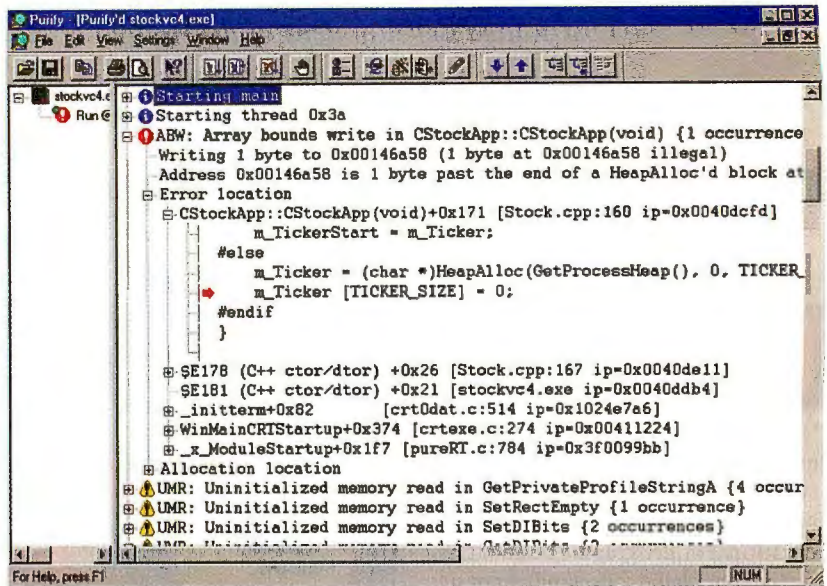 Purify - [Purify'd stockvc4.exe]
File Edit View Settings Window Help
stockvc4.e
Run @
Starting main
Starting thread 0x3a
ABW: Array bounds write in CStockApp::CStockApp(void) {1 occurrence
Writing 1 byte to 0x00146a58 (1 byte at 0x00146a58 illegal)
Address 0x00146a58 is 1 byte past the end of a HeapAlloc'd block at
Error location
CStockApp::CStockApp(void)+0x171 [Stock.cpp:160 ip=0x0040dcfd]
m_TickerStart = m_Ticker;
#else
m_Ticker = (char *)HeapAlloc(GetProcessHeap(), 0, TICKER_
m_Ticker [TICKER_SIZE] = 0;
#endif
}
$E178 (C++ ctor/dtor) +0x26 [Stock.cpp:167 ip=0x0040de11]
$E181 (C++ ctor/dtor) +0x21 [stockvc4.exe ip=0x0040ddb4]
_initterm+0x82 [crt0dat.c:514 ip=0x1024e7a6]
WinMainCRTStartup+0x374 [crtexe.c:274 ip=0x00411224]
_x_ModuleStartup+0x1f7 [pureRT.c:784 ip=0x3f0099bb]
Allocation location
UMR: Uninitialized memory read in GetPrivateProfileStringA {4 occur
UMR: Uninitialized memory read in SetRectEmpty {1 occurrence}
UMR: Uninitialized memory read in SetDIBits {2 occurrences}
For Help, press F1
NUM